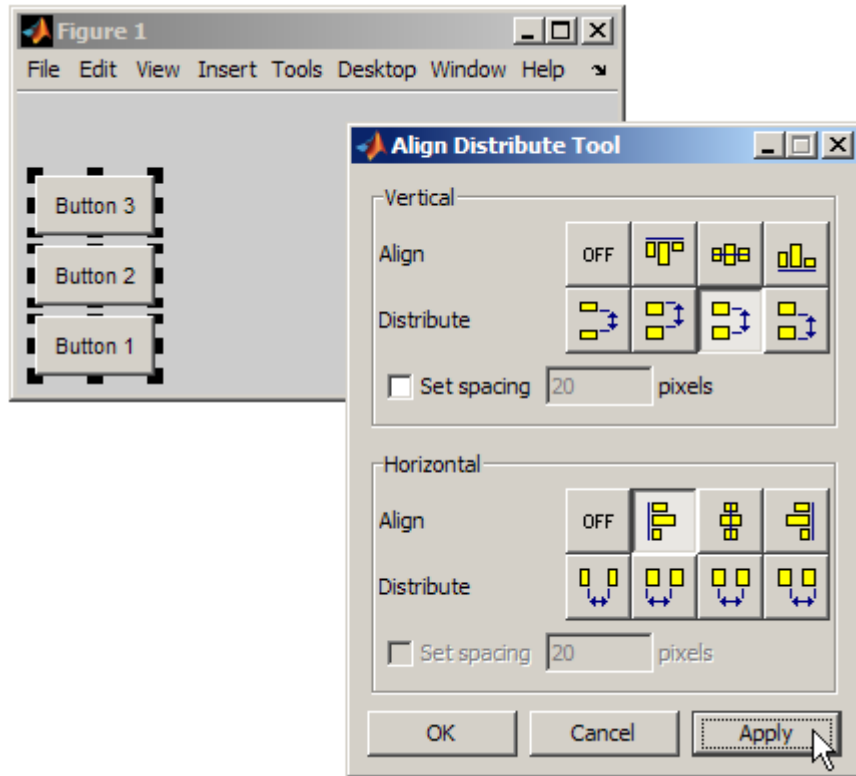 Figure 1
File Edit View Insert Tools Desktop Window Help
Button 3
Button 2
Button 1
Align Distribute Tool
Vertical
Align
OFF
Distribute
Set spacing 20 pixels
Horizontal
Align
OFF
Distribute
Set spacing 20 pixels
OK Cancel Apply